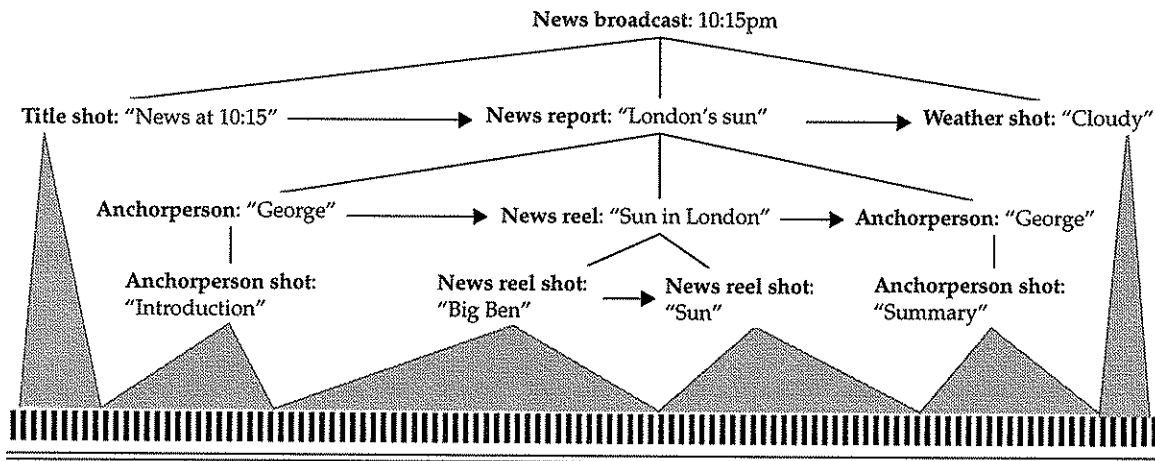 News broadcast: 10:15pm
Title shot: “News at 10:15”
News report: “London’s sun”
Weather shot: “Cloudy”
Anchorperson: “George”
News reel: “Sun in London”
Anchorperson: “George”
Anchorperson shot:
“Introduction”
News reel shot:
“Big Ben”
News reel shot:
“Sun”
Anchorperson shot:
“Summary”